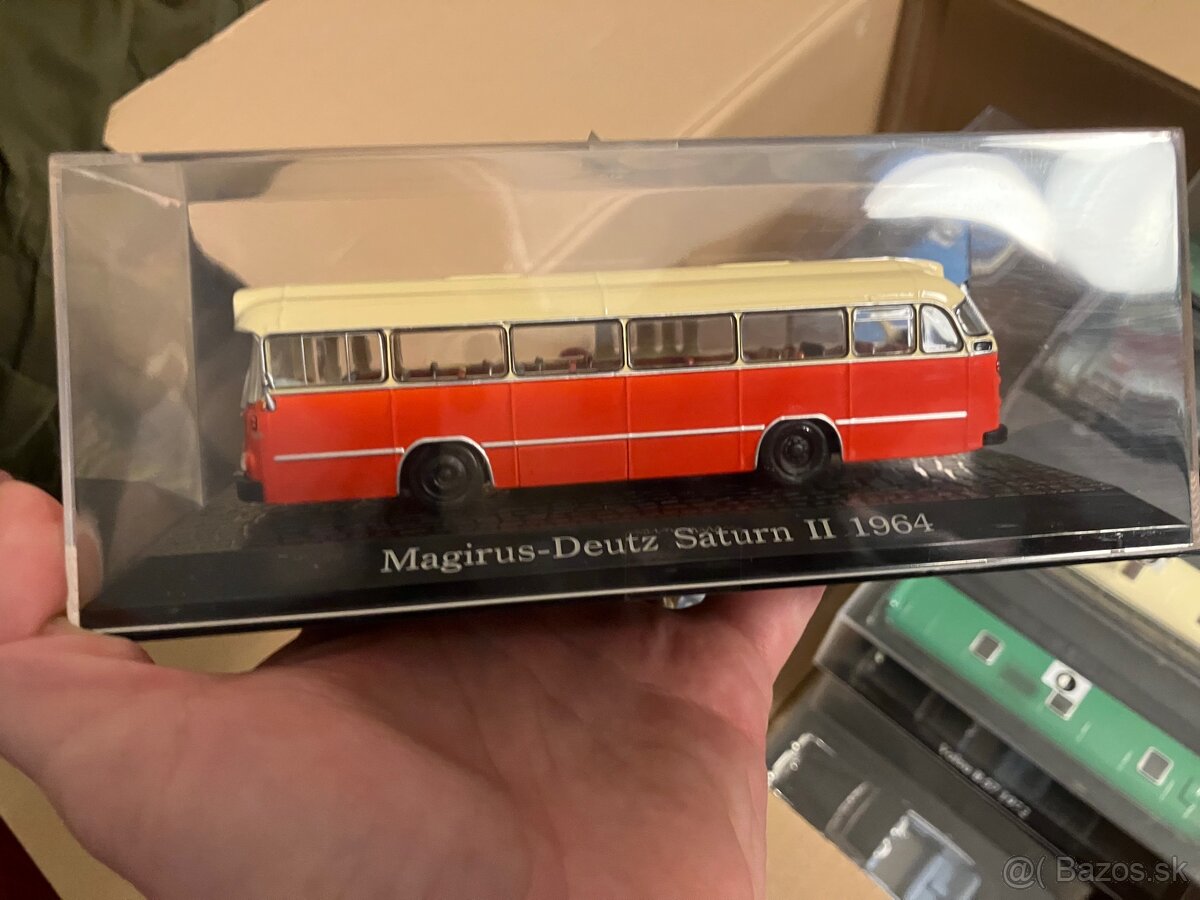 Magirus-Deutz Saturn II 1964
@( Bazos.sk